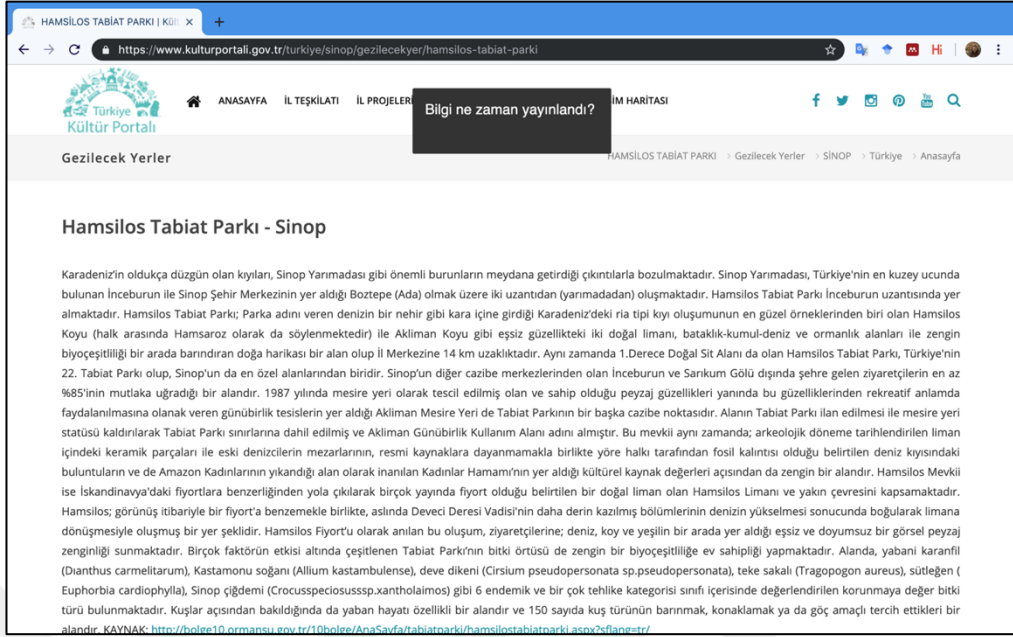 HAMSİLOS TABİAT PARKI | Kül
https://www.kulturportali.gov.tr/turkiye/sinop/gezilecekyer/hamsilos-tabiat-parki
Hi
Türkiye
Kültür Portalı
ANASAYFA İL TEŞKİLATI İL PROJELERİ
Bilgi ne zaman yayınlandı?
HARİTASI
Gezilecek Yerler
HAMSİLOS TABİAT PARKI > Gezilecek Yerler > SİNOP > Türkiye > Anasayfa
Hamsilos Tabiat Parkı - Sinop
Karadeniz'in oldukça düzgün olan kıyıları, Sinop Yarımadası gibi önemli burunların meydana getirdiği çıkıntılarla bozulmaktadır. Sinop Yarımadası, Türkiye'nin en kuzey ucunda
bulunan İnceburun ile Sinop Şehir Merkezinin yer aldığı Boztepe (Ada) olmak üzere iki uzantıdan (yarımadadan) oluşmaktadır. Hamsilos Tabiat Parkı İnceburun uzantısında yer
almaktadır. Hamsilos Tabiat Parkı; Parka adını veren denizin bir nehir gibi kara içine girdiği Karadeniz'deki ria tipi kıyı oluşumunun en güzel örneklerinden biri olan Hamsilos
Koyu (halk arasında Hamsaroz olarak da söylenmektedir) ile Akliman Koyu gibi eşsiz güzellikteki iki doğal limanı, bataklık-kumul-deniz ve ormanlık alanları ile zengin
biyoçeşitliliği bir arada barındıran doğa harikası bir alan olup İl Merkezine 14 km uzaklıktadır. Aynı zamanda 1.Derece Doğal Sit Alanı da olan Hamsilos Tabiat Parkı, Türkiye'nin
22. Tabiat Parkı olup, Sinop'un da en özel alanlarından biridir. Sinop'un diğer cazibe merkezlerinden olan İnceburun ve Sarıkum Gölü dışında şehre gelen ziyaretçilerin en az
%85'inin mutlaka uğradığı bir alandır. 1987 yılında mesire yeri olarak tescil edilmiş olan ve sahip olduğu peyzaj güzellikleri yanında bu güzelliklerinden rekreatif anlamda
faydalanılmasına olanak veren günübirlik tesislerin yer aldığı Akliman Mesire Yeri de Tabiat Parkının bir başka cazibe noktasıdır. Alanın Tabiat Parkı ilan edilmesi ile mesire yeri
statüsü kaldırılarak Tabiat Parkı sınırlarına dahil edilmiş ve Akliman Günübirlik Kullanım Alanı adını almıştır. Bu mevkii aynı zamanda; arkeolojik döneme tarihlendirilen liman
içindeki keramik parçaları ile eski denizcilerin mezarlarının, resmi kaynaklara dayanmamakla birlikte yöre halkı tarafından fosil kalıntısı olduğu belirtilen deniz kıyısındaki
buluntuların ve de Amazon Kadınlarının yıkandığı alan olarak inanılan Kadınlar Hamamı'nın yer aldığı kültürel kaynak değerleri açısından da zengin bir alandır. Hamsilos Mevkii
ise İskandinavya'daki fiyortlara benzerliğinden yola çıkılarak birçok yayında fiyort olduğu belirtilen bir doğal liman olan Hamsilos Limanı ve yakın çevresini kapsamaktadır.
Hamsilos; görünüş itibariyle bir fiyort'a benzemekle birlikte, aslında Deveci Deresi Vadisi'nin daha derin kazılmış bölümlerinin denizin yükselmesi sonucunda boğularak limana
dönüşmesiyle oluşmuş bir yer şeklidir. Hamsilos Fiyort'u olarak anılan bu oluşum, ziyaretçilerine; deniz, koy ve yeşilin bir arada yer aldığı eşsiz ve doyumsuz bir görsel peyzaj
zenginliği sunmaktadır. Birçok faktörün etkisi altında çeşitlenen Tabiat Parkı'nın bitki örtüsü de zengin bir biyoçeşitliliğe ev sahipliği yapmaktadır. Alanda, yabani karanfil
(Dıanthus carmelitarum), Kastamonu soğanı (Allium kastambulense), deve dikeni (Cirsium pseudopersonata sp.pseudopersonata), teke sakalı (Tragopogon aureus), sütleğen (
Euphorbia cardiophylla), Sinop çiğdemi (Crocusspeciosusssp.xantholaimos) gibi 6 endemik ve bir çok tehlike kategorisi sınıfı içerisinde değerlendirilen korunmaya değer bitki
türü bulunmaktadır. Kuşlar açısından bakıldığında da yaban hayatı özellikli bir alandır ve 150 sayıda kuş türünün barınmak, konaklamak ya da göç amaçlı tercih ettikleri bir
alandır. KAYNAK: http://bolge10.ormansu.gov.tr/10bolge/AnaSayfa/tabiatparki/hamsilostabiatparki.aspx?sflang=tr/